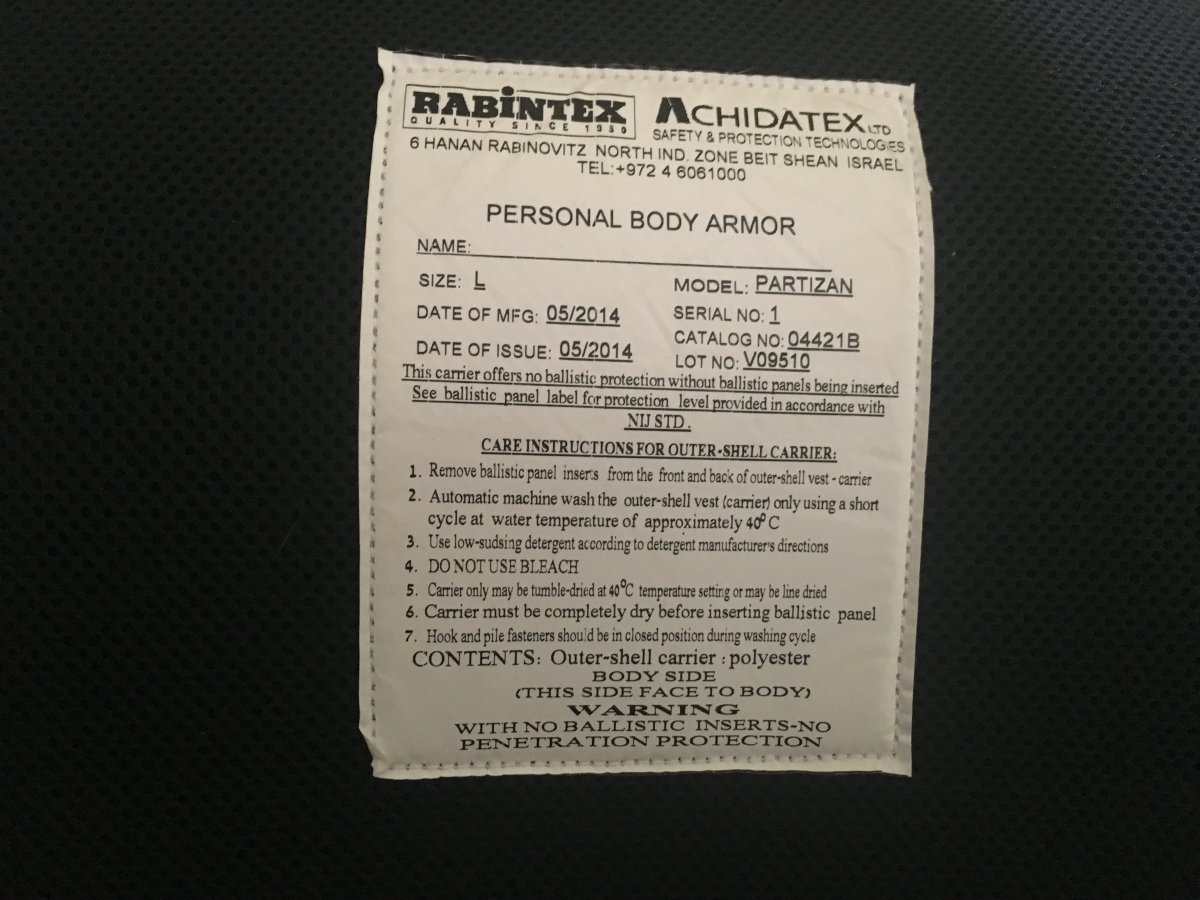 RABINTEX
QUALITY SINCE 1950
ACHIDATEX LTD
SAFETY & PROTECTION TECHNOLOGIES
6 HANAN RABINOVITZ NORTH IND. ZONE BEIT SHEAN ISRAEL
TEL:+972 4 6061000
PERSONAL BODY ARMOR
NAME:
SIZE: L
MODEL: PARTIZAN
DATE OF MFG: 05/2014
SERIAL NO: 1
CATALOG NO: 04421B
DATE OF ISSUE: 05/2014
LOT NO: V09510
This carrier offers no ballistic protection without ballistic panels being inserted
See ballistic panel label for protection level provided in accordance with
NIJ STD.
CARE INSTRUCTIONS FOR OUTER-SHELL CARRIER:
1. Remove ballistic panel inserts from the front and back of outer-shell vest - carrier
2. Automatic machine wash the outer-shell vest (carrier) only using a short
cycle at water temperature of approximately 40⁰ C
3. Use low-sudsing detergent according to detergent manufacturer's directions
4. DO NOT USE BLEACH
5. Carrier only may be tumble-dried at 40⁰C temperature setting or may be line dried
6. Carrier must be completely dry before inserting ballistic panel
7. Hook and pile fasteners should be in closed position during washing cycle
CONTENTS: Outer-shell carrier : polyester
BODY SIDE
(THIS SIDE FACE TO BODY)
WARNING
WITH NO BALLISTIC INSERTS-NO
PENETRATION PROTECTION